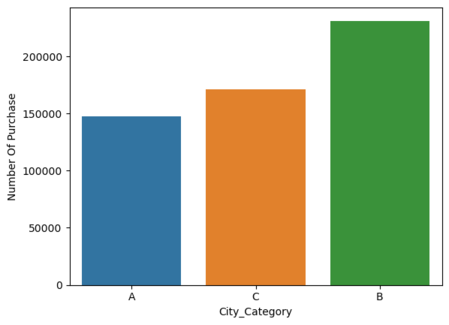 200000
150000
100000
50000
0
Number Of Purchase
A C B
City_Category